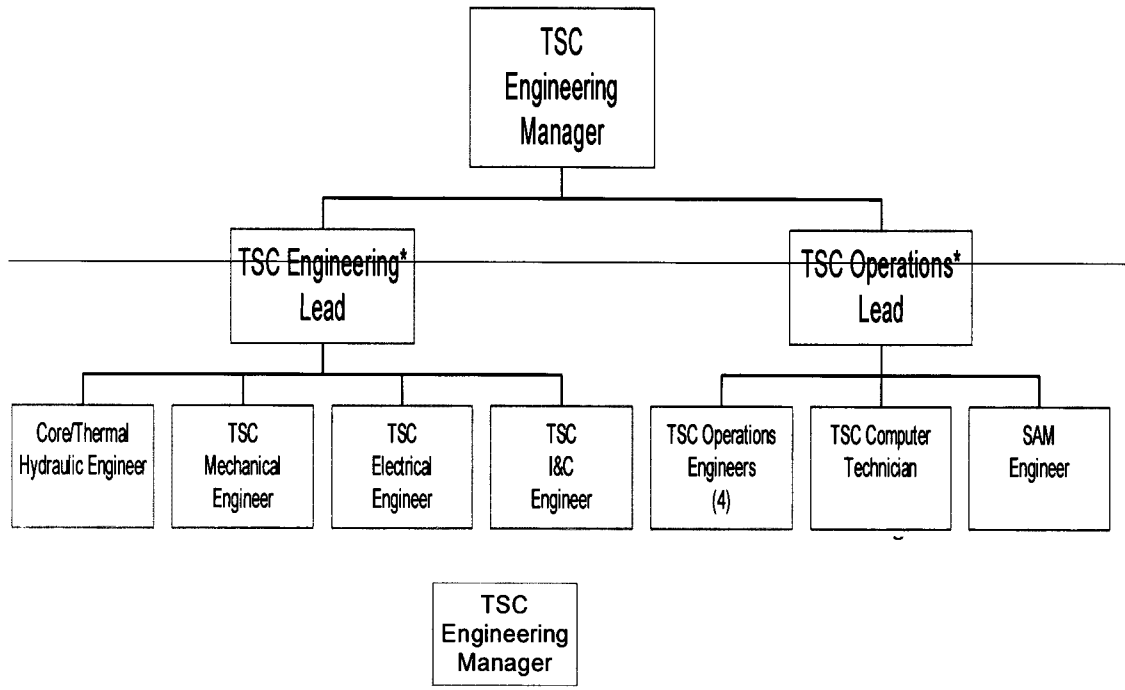 TSC
Engineering
Manager
TSC Engineering*
Lead
TSC Operations*
Lead
Core/Thermal
Hydraulic Engineer
TSC
Mechanical
Engineer
TSC
Electrical
Engineer
TSC
I&C
Engineer
TSC Operations
Engineers
(4)
TSC Computer
Technician
SAM
Engineer
TSC
Engineering
Manager